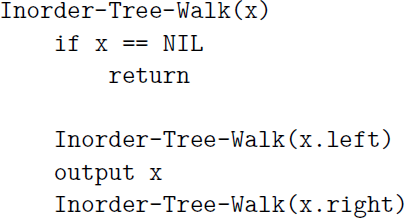 Inorder-Tree-Walk(x)
    if x == NIL
        return
    Inorder-Tree-Walk(x.left)
    output x
    Inorder-Tree-Walk(x.right)